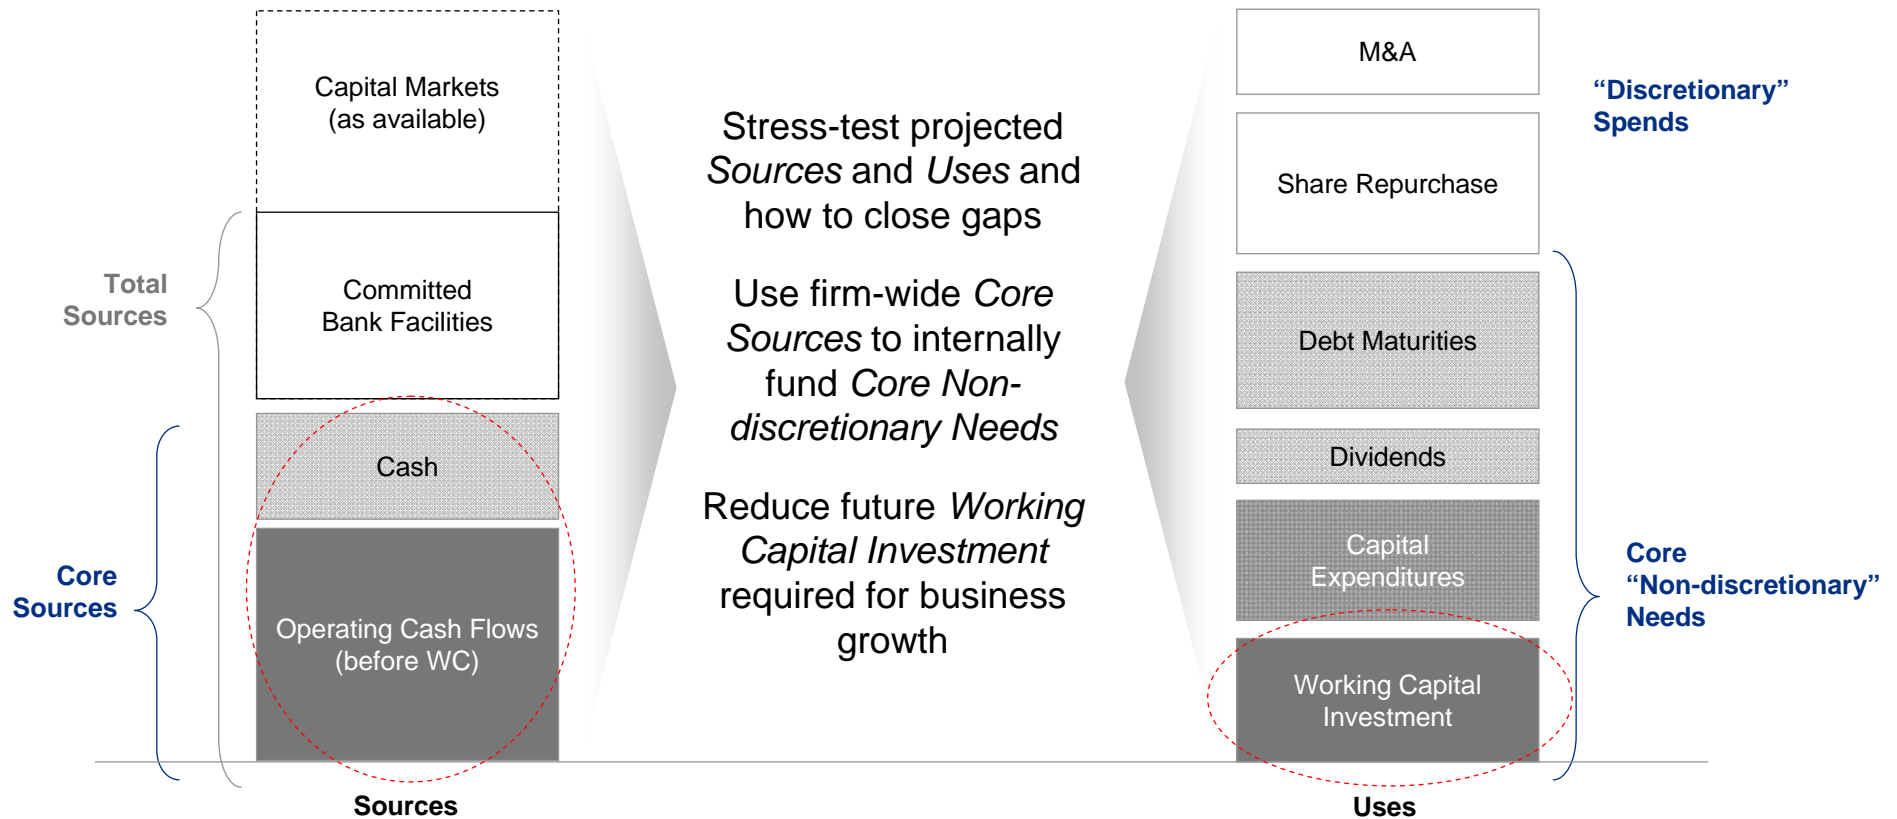 Capital Markets
(as available)
Total
Sources
Committed
Bank Facilities
Cash
Core
Sources
Operating Cash Flows
(before WC)
Sources
Stress-test projected
Sources and Uses and
how to close gaps
Use firm-wide Core
Sources to internally
fund Core Non-
discretionary Needs
Reduce future Working
Capital Investment
required for business
growth
M&A
“Discretionary”
Spends
Share Repurchase
Debt Maturities
Dividends
Capital
Expenditures
Core
“Non-discretionary”
Needs
Working Capital
Investment
Uses